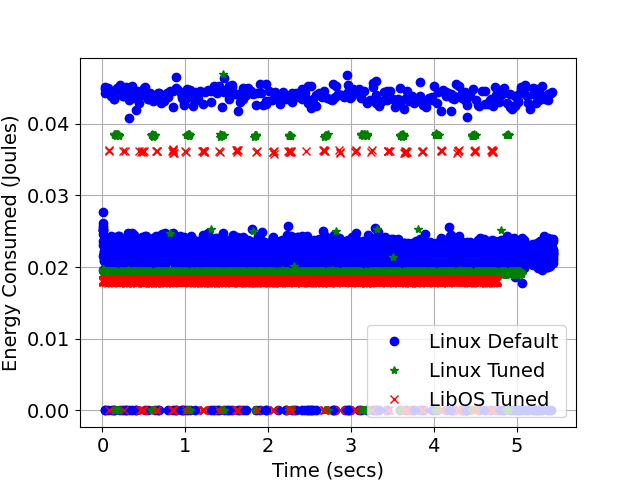 Energy Consumed (Joules)
0.04
0.03
0.02
0.01
0.00
Linux Default
Linux Tuned
LibOS Tuned
0 1 2 3 4 5
Time (secs)